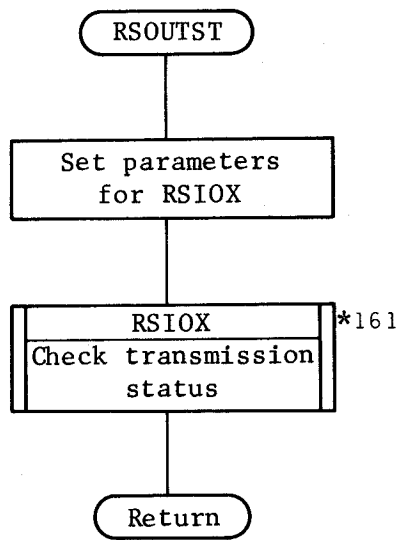 RSOUTST
Set parameters
for RSIOX
RSIOX *161
Check transmission
status
Return